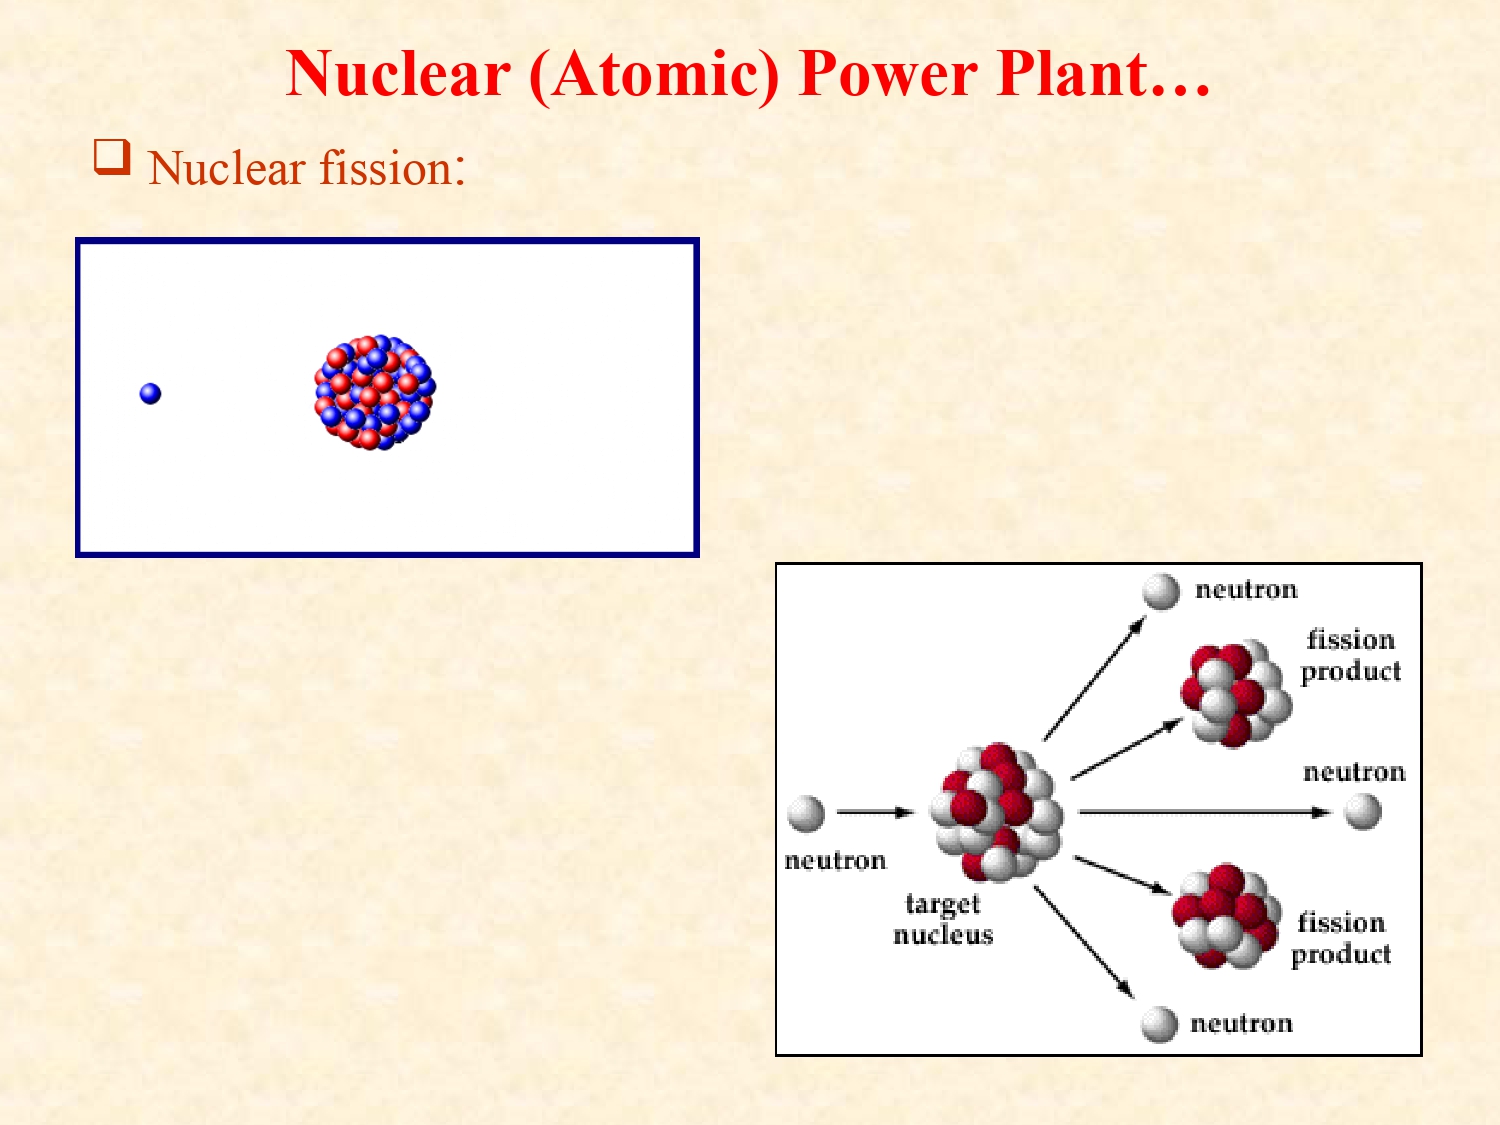 Nuclear (Atomic) Power Plant…
Nuclear fission:
neutron
fission
product
neutron
neutron
target
nucleus
fission
product
neutron